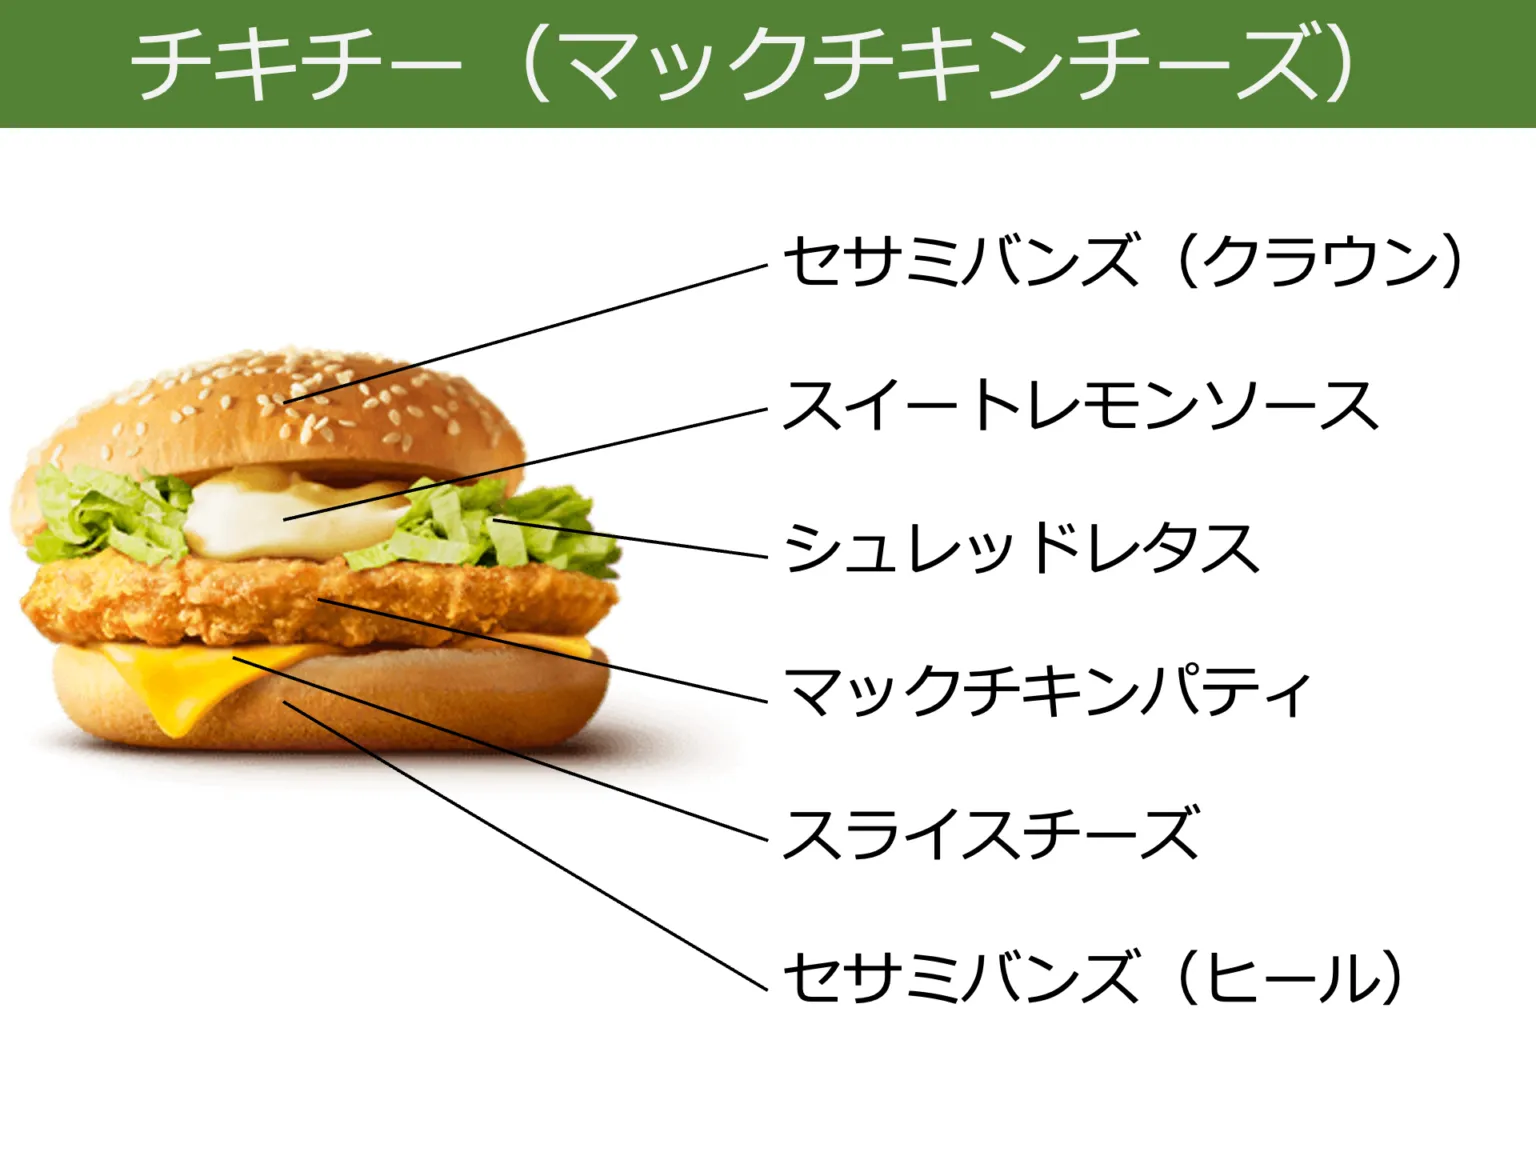 チキチー（マックチキンチーズ）
セサミバンズ（クラウン）
スイートレモンソース
シュレッドレタス
マックチキンパティ
スライスチーズ
セサミバンズ（ヒール）